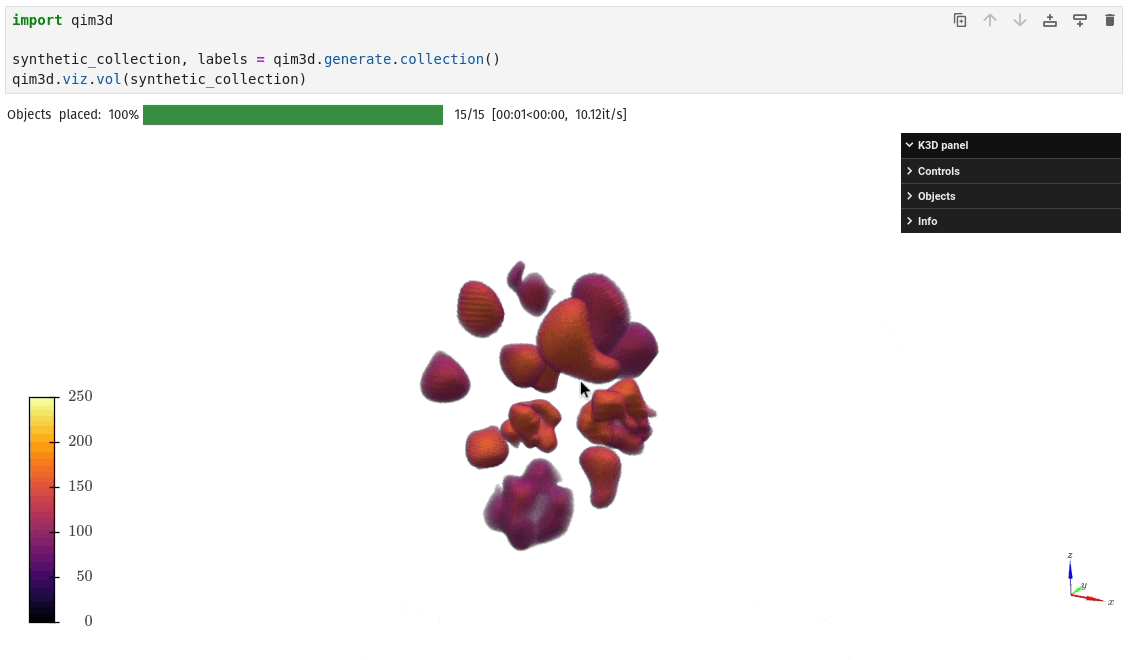 import qim3d
synthetic_collection, labels = qim3d.generate.collection()
qim3d.viz.vol(synthetic_collection)
Objects placed: 100% 15/15 [00:01<00:00, 10.12it/s]
K3D panel
Controls
Objects
Info
250
200
150
100
50
0
z
y
x